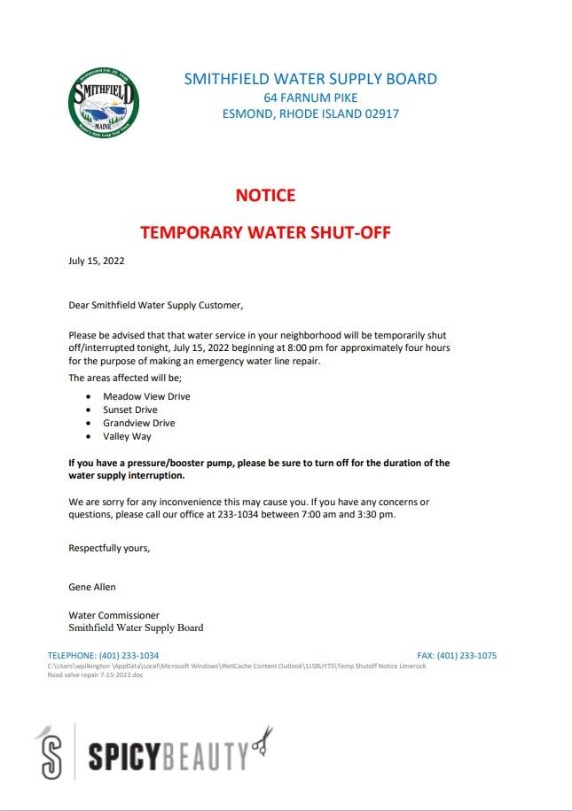 SMITHFIELD
MAINE
SMITHFIELD WATER SUPPLY BOARD
64 FARNUM PIKE
ESMOND, RHODE ISLAND 02917
NOTICE
TEMPORARY WATER SHUT-OFF
July 15, 2022
Dear Smithfield Water Supply Customer,
Please be advised that that water service in your neighborhood will be temporarily shut
off/interrupted tonight, July 15, 2022 beginning at 8:00 pm for approximately four hours
for the purpose of making an emergency water line repair.
The areas affected will be;
• Meadow View Drive
• Sunset Drive
• Grandview Drive
• Valley Way
If you have a pressure/booster pump, please be sure to turn off for the duration of the
water supply interruption.
We are sorry for any inconvenience this may cause you. If you have any concerns or
questions, please call our office at 233-1034 between 7:00 am and 3:30 pm.
Respectfully yours,
Gene Allen
Water Commissioner
Smithfield Water Supply Board
TELEPHONE: (401) 233-1034 FAX: (401) 233-1075
C:\Users\wpilkington \AppData\Local\Microsoft Windows\INetCache Content Outlook\1LSBUYTS\Temp Shutoff Notice Limerock
Road valve repair 7-15-2022.doc
S SPICYBEAUTY